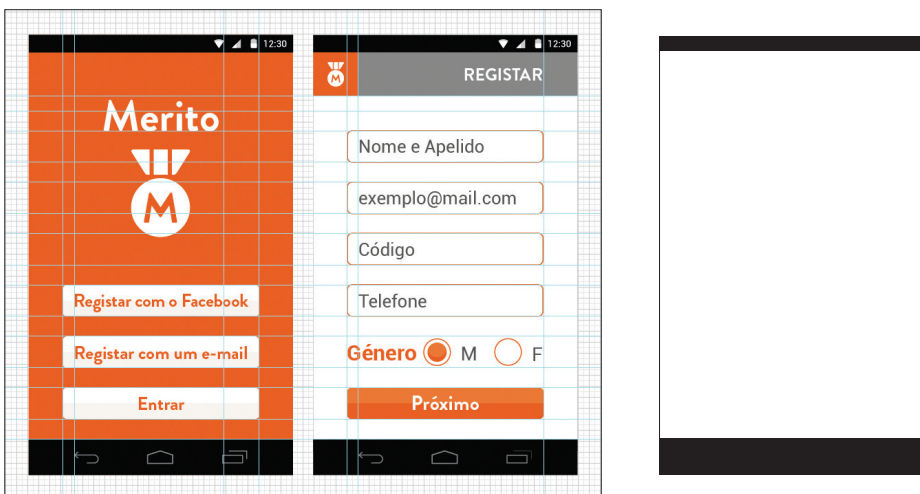 12:30
Merito
M
Registar com o Facebook
Registar com um e-mail
Entrar
12:30
M
REGISTAR
Nome e Apelido
exemplo@mail.com
Código
Telefone
Género M F
Próximo